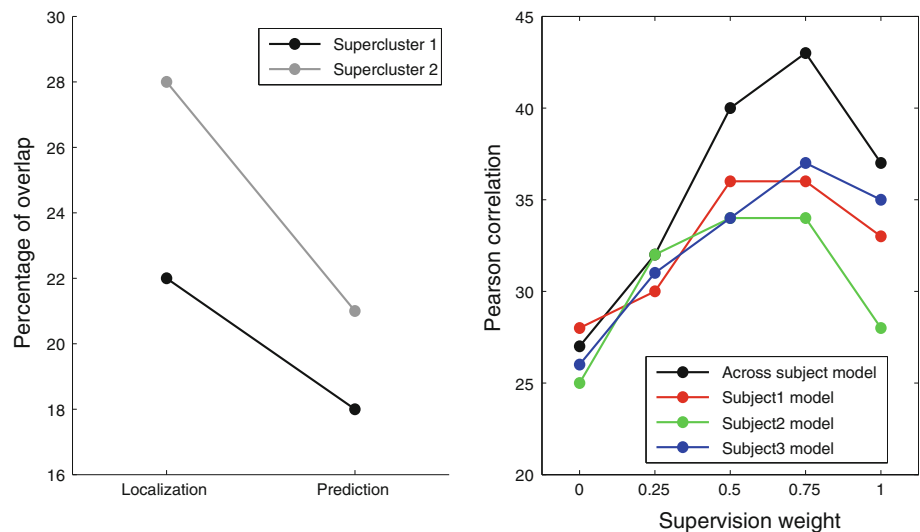 30
28
26
24
22
20
18
16
Percentage of overlap
Supercluster 1
Supercluster 2
Localization
Prediction
45
40
35
30
25
20
Pearson correlation
Across subject model
Subject1 model
Subject2 model
Subject3 model
0
0.25
0.5
0.75
1
Supervision weight